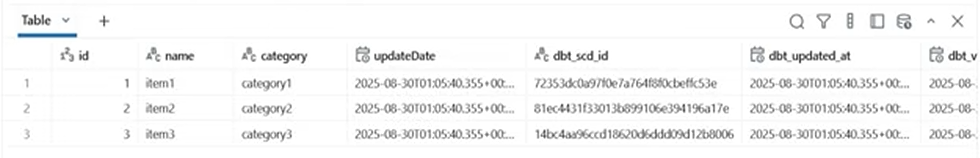 Table +
id name category updateDate dbt_scd_id dbt_updated_at dbt_v
1 1 item1 category1 2025-08-30T01:05:40.355+00:... 72353dc0a97f0e7a764f8f0cbeffc53e 2025-08-30T01:05:40.355+00:... 2025-08-
2 2 item2 category2 2025-08-30T01:05:40.355+00:... 81ec4431f33013b899106e394196a17e 2025-08-30T01:05:40.355+00:... 2025-08-
3 3 item3 category3 2025-08-30T01:05:40.355+00:... 14bc4aa96ccd18620d6ddd09d12b8006 2025-08-30T01:05:40.355+00:... 2025-08-